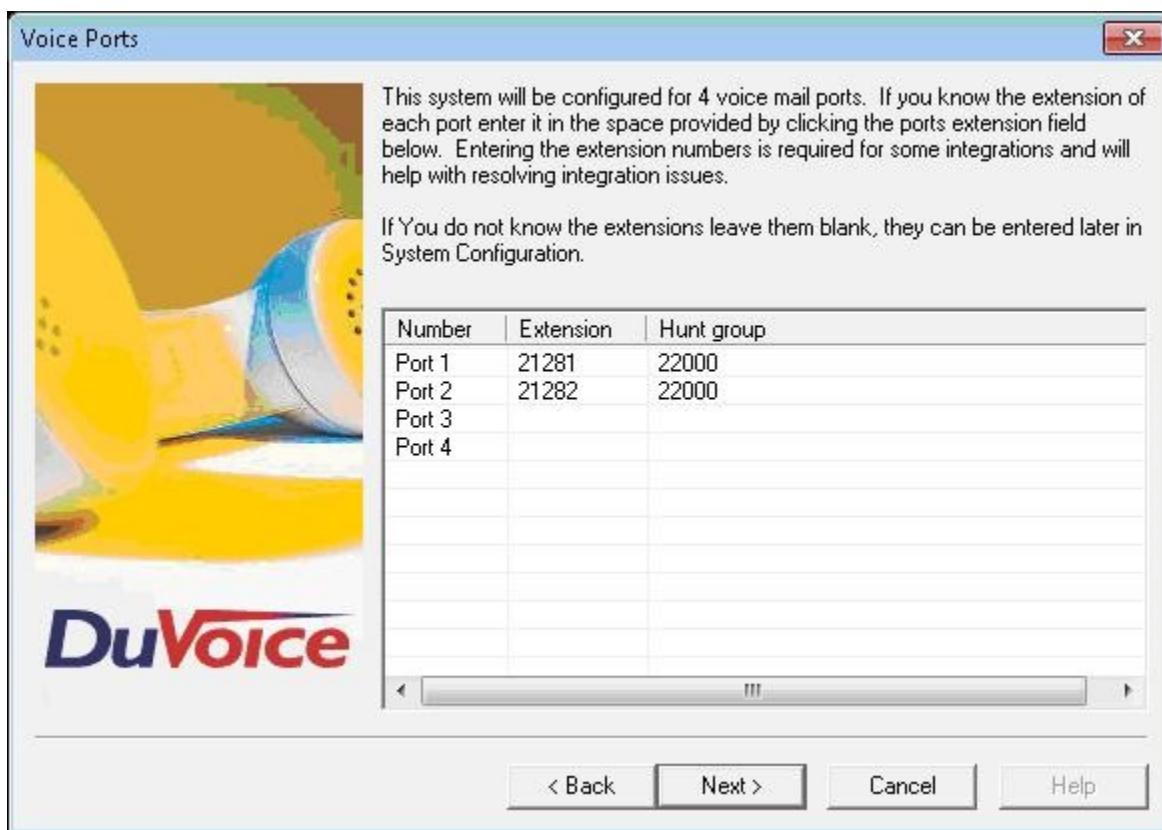 Voice Ports
This system will be configured for 4 voice mail ports. If you know the extension of
each port enter it in the space provided by clicking the ports extension field
below. Entering the extension numbers is required for some integrations and will
help with resolving integration issues.
If You do not know the extensions leave them blank, they can be entered later in
System Configuration.
Number Extension Hunt group
Port 1 21281 22000
Port 2 21282 22000
Port 3
Port 4
DuVoice
< Back Next > Cancel Help